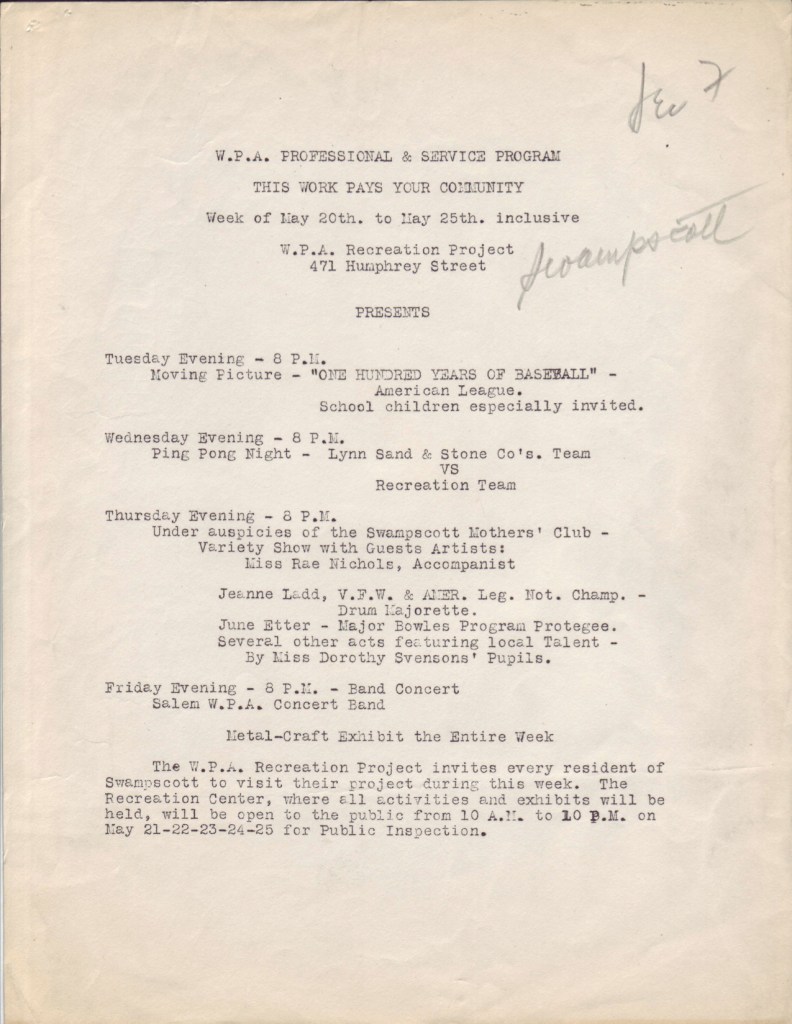 W.P.A. PROFESSIONAL & SERVICE PROGRAM
THIS WORK PAYS YOUR COMMUNITY
Week of May 20th. to May 25th. inclusive
W.P.A. Recreation Project
471 Humphrey Street
Swampscott
PRESENTS
Tuesday Evening - 8 P.M.
Moving Picture - "ONE HUNDRED YEARS OF BASEBALL" -
American League.
School children especially invited.
Wednesday Evening - 8 P.M.
Ping Pong Night - Lynn Sand & Stone Co's. Team
VS
Recreation Team
Thursday Evening - 8 P.M.
Under auspicies of the Swampscott Mothers' Club -
Variety Show with Guests Artists:
Miss Rae Nichols, Accompanist
Jeanne Ladd, V.F.W. & AMER. Leg. Not. Champ. -
Drum Majorette.
June Etter - Major Bowles Program Protegee.
Several other acts featuring local Talent -
By Miss Dorothy Svensons' Pupils.
Friday Evening - 8 P.M. - Band Concert
Salem W.P.A. Concert Band
Metal-Craft Exhibit the Entire Week
The W.P.A. Recreation Project invites every resident of
Swampscott to visit their project during this week. The
Recreation Center, where all activities and exhibits will be
held, will be open to the public from 10 A.M. to 10 P.M. on
May 21-22-23-24-25 for Public Inspection.